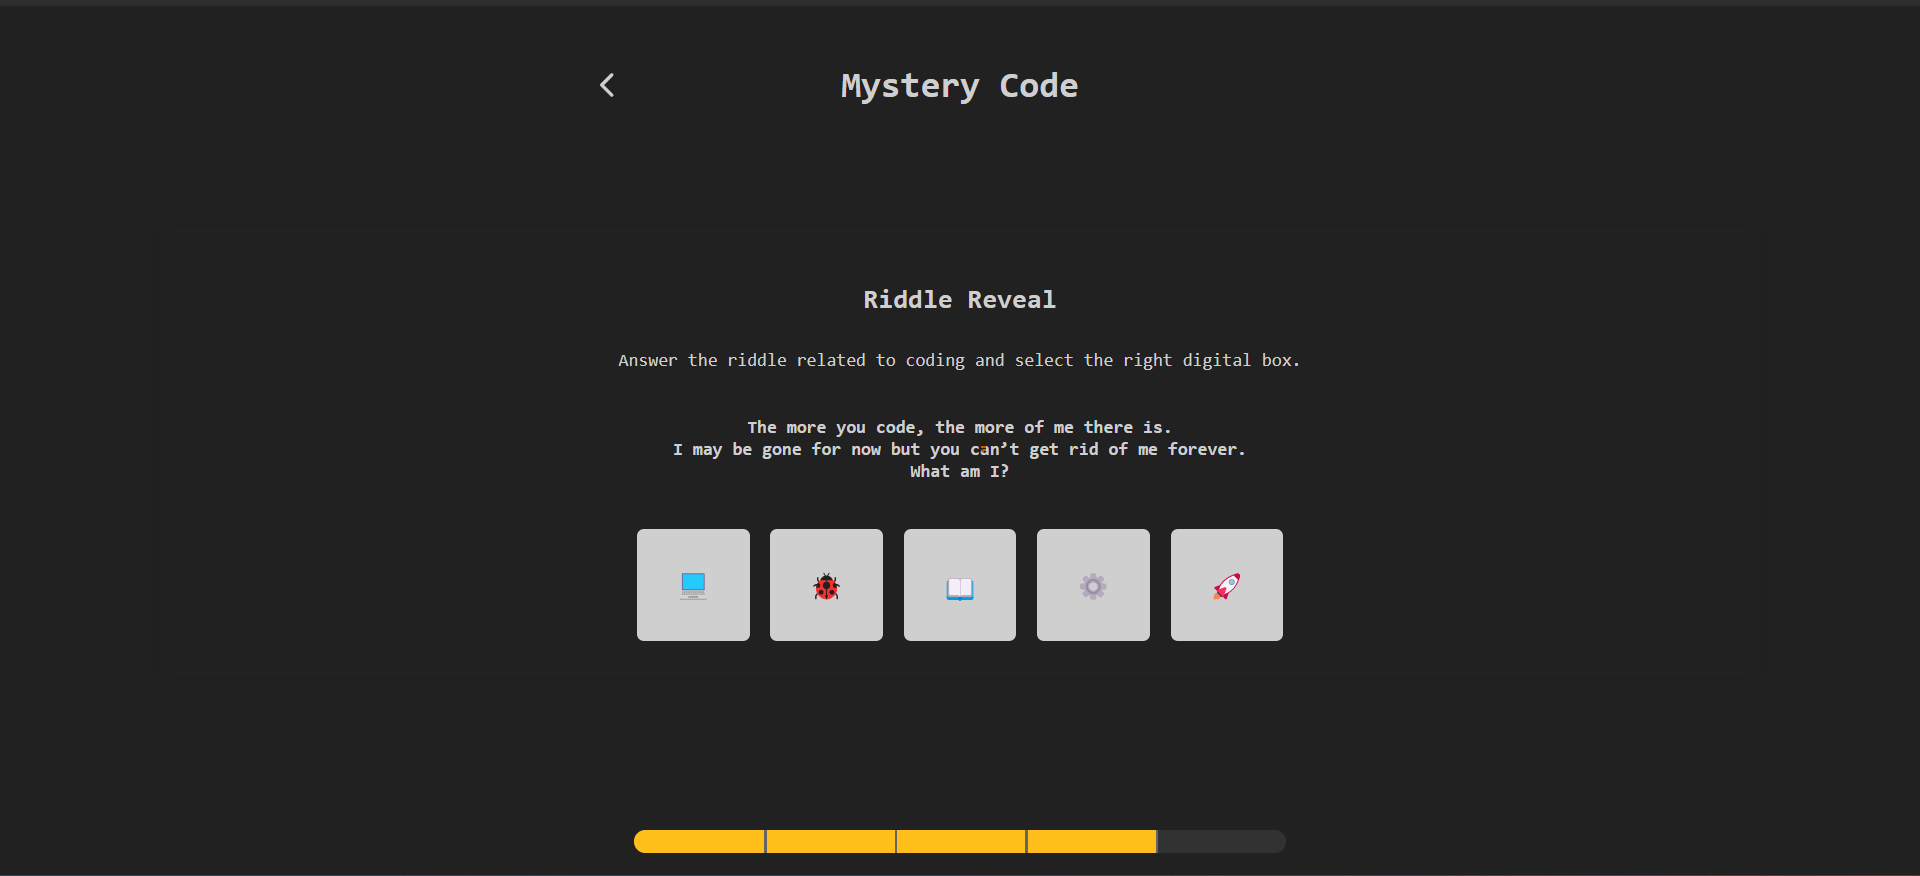 Mystery Code
Riddle Reveal
Answer the riddle related to coding and select the right digital box.
The more you code, the more of me there is.
I may be gone for now but you can’t get rid of me forever.
What am I?